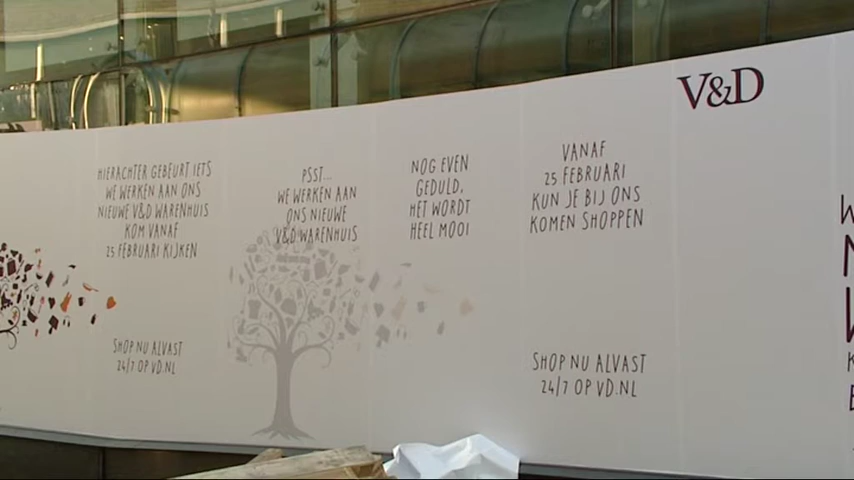 HIERACHTER GEBEURT IETS
WE WERKEN AAN ONS
NIEUWE V&D WARENHUIS
KOM VANAF
25 FEBRUARI KIJKEN
SHOP NU ALVAST
24/7 OP VD.NL
PSST...
WE WERKEN AAN
ONS NIEUWE
V&D WARENHUIS
NOG EVEN
GEDULD,
HET WORDT
HEEL MOOI
VANAF
25 FEBRUARI
KUN JE BIJ ONS
KOMEN SHOPPEN
SHOP NU ALVAST
24/7 OP VD.NL
V&D